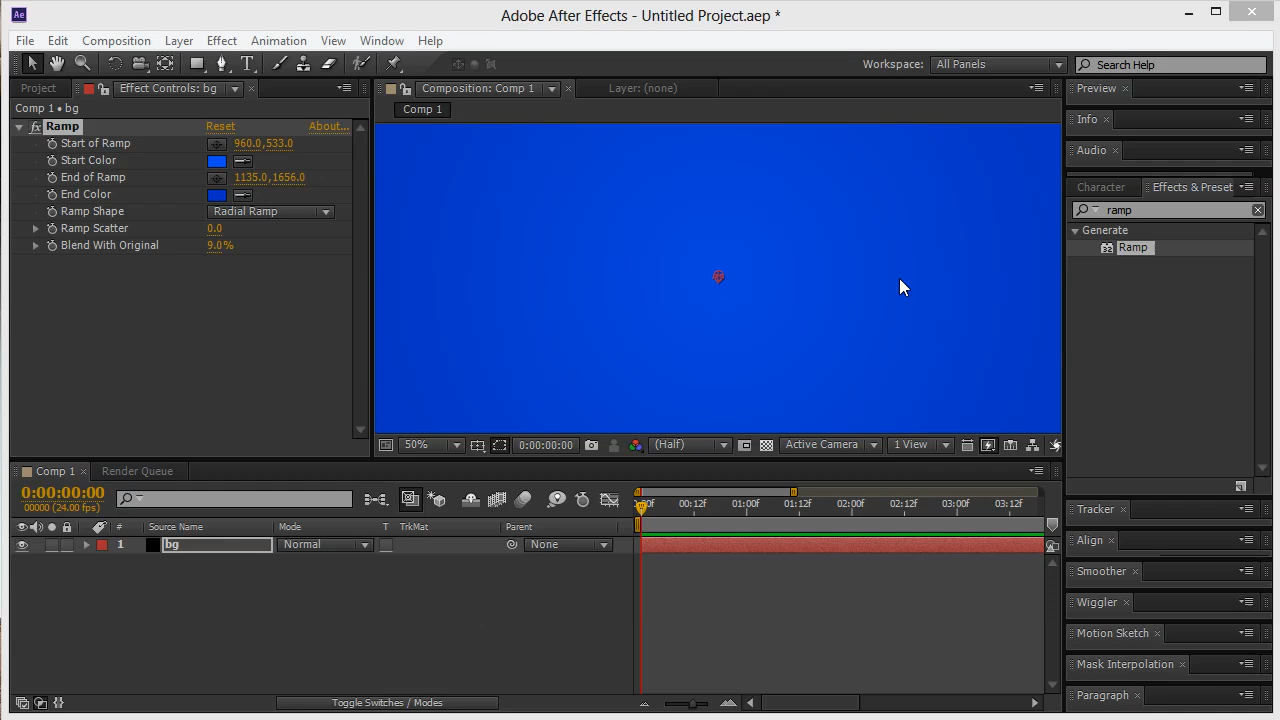 Ae
Adobe After Effects - Untitled Project.aep *
File Edit Composition Layer Effect Animation View Window Help
T
Workspace: All Panels
Search Help
Project
Effect Controls: bg
Composition: Comp 1
Layer: (none)
Preview
Comp 1 • bg
Comp 1
Info
fx Ramp Reset About...
Start of Ramp 960.0,533.0
Audio
Start Color
End of Ramp 1135.0,1656.0
Character
Effects & Preset
End Color
Ramp Shape Radial Ramp
ramp
Ramp Scatter 0.0
Generate
Blend With Original 9.0%
32
Ramp
50%
0:00:00:00
(Half)
Active Camera
1 View
Comp 1
Render Queue
0:00:00:00
00000 (24.00 fps)
:00f 00:12f 01:00f 01:12f 02:00f 02:12f 03:00f 03:12f
Tracker
# Source Name Mode T TrkMat Parent
1 bg Normal None
Align
Smoother
Wiggler
Motion Sketch
Mask Interpolation
Paragraph
Toggle Switches / Modes